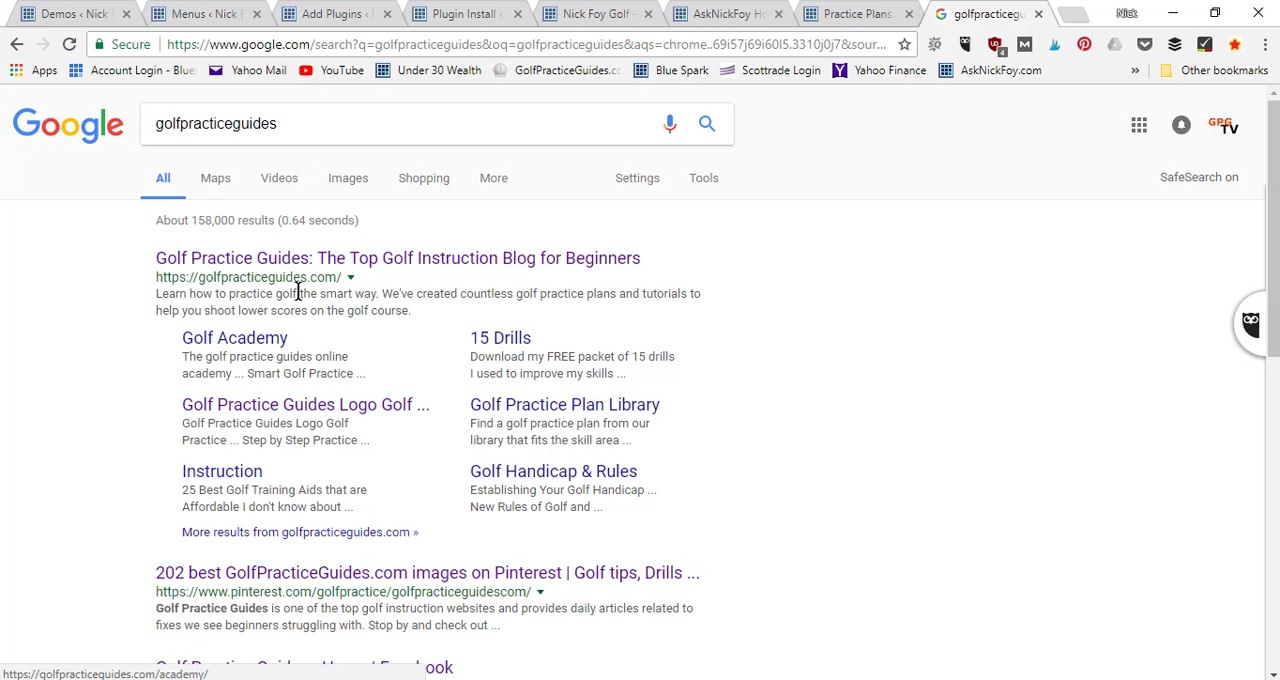 Demos ‹ Nick
Menus ‹ Nick
Add Plugins ‹
Plugin Install ‹
Nick Foy Golf -
AskNickFoy H
Practice Plans
golfpracticegu
Nick
Secure
https://www.google.com/search?q=golfpracticeguides&oq=golfpracticeguides&aqs=chrome..69i57j69i60l5.3310j0j7&sour...
Apps
Account Login - Blue
Yahoo Mail
YouTube
Under 30 Wealth
GolfPracticeGuides.cc
Blue Spark
Scottrade Login
Yahoo Finance
AskNickFoy.com
»
Other bookmarks
Google
golfpracticeguides
GPG
TV
All
Maps
Videos
Images
Shopping
More
Settings
Tools
SafeSearch on
About 158,000 results (0.64 seconds)
Golf Practice Guides: The Top Golf Instruction Blog for Beginners
https://golfpracticeguides.com/
Learn how to practice golf the smart way. We've created countless golf practice plans and tutorials to
help you shoot lower scores on the golf course.
Golf Academy
The golf practice guides online
academy ... Smart Golf Practice ...
15 Drills
Download my FREE packet of 15 drills
I used to improve my skills ...
Golf Practice Guides Logo Golf ...
Golf Practice Guides Logo Golf
Practice ... Step by Step Practice ...
Golf Practice Plan Library
Find a golf practice plan from our
library that fits the skill area ...
Instruction
25 Best Golf Training Aids that are
Affordable I don't know about ...
Golf Handicap & Rules
Establishing Your Golf Handicap ...
New Rules of Golf and ...
More results from golfpracticeguides.com »
202 best GolfPracticeGuides.com images on Pinterest | Golf tips, Drills ...
https://www.pinterest.com/golfpractice/golfpracticeguidescom/
Golf Practice Guides is one of the top golf instruction websites and provides daily articles related to
fixes we see beginners struggling with. Stop by and check out ...
https://golfpracticeguides.com/academy/